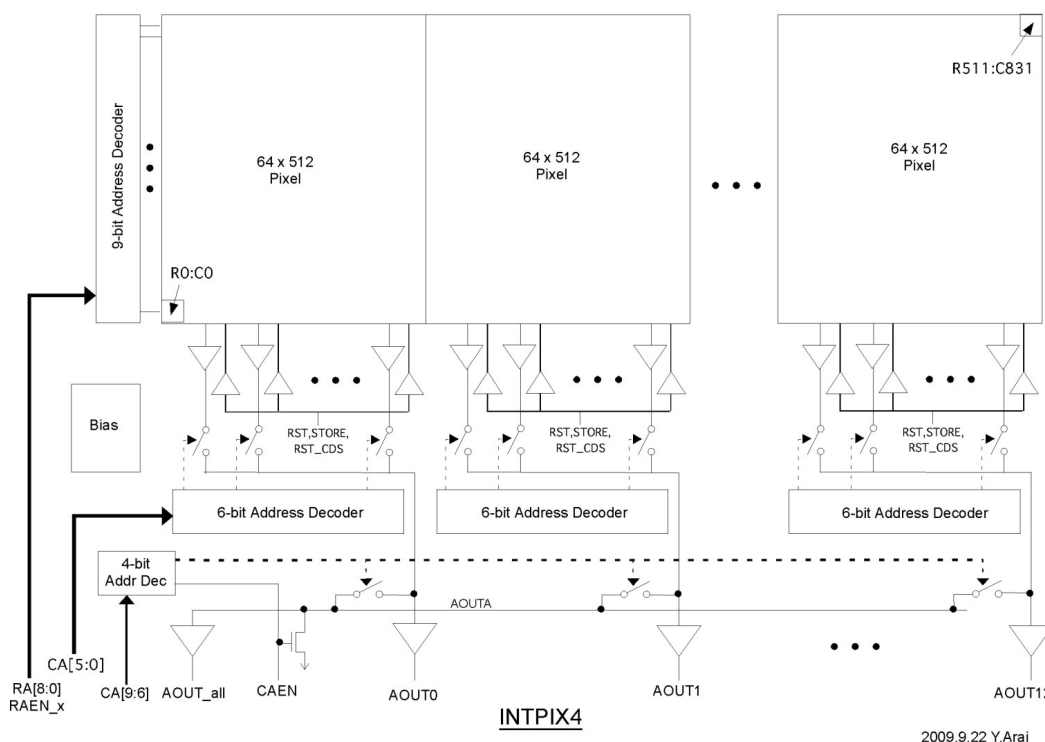 9-bit Address Decoder
64 x 512
Pixel
64 x 512
Pixel
64 x 512
Pixel
R511:C831
R0:C0
Bias
RST,STORE,
RST_CDS
RST,STORE,
RST_CDS
RST,STORE,
RST_CDS
6-bit Address Decoder
6-bit Address Decoder
6-bit Address Decoder
4-bit
Addr Dec
AOUTA
CA[5:0]
RA[8:0]
RAEN_x
CA[9:6]
AOUT_all
CAEN
AOUT0
AOUT1
AOUT12
INTPIX4
2009.9.22 Y.Arai